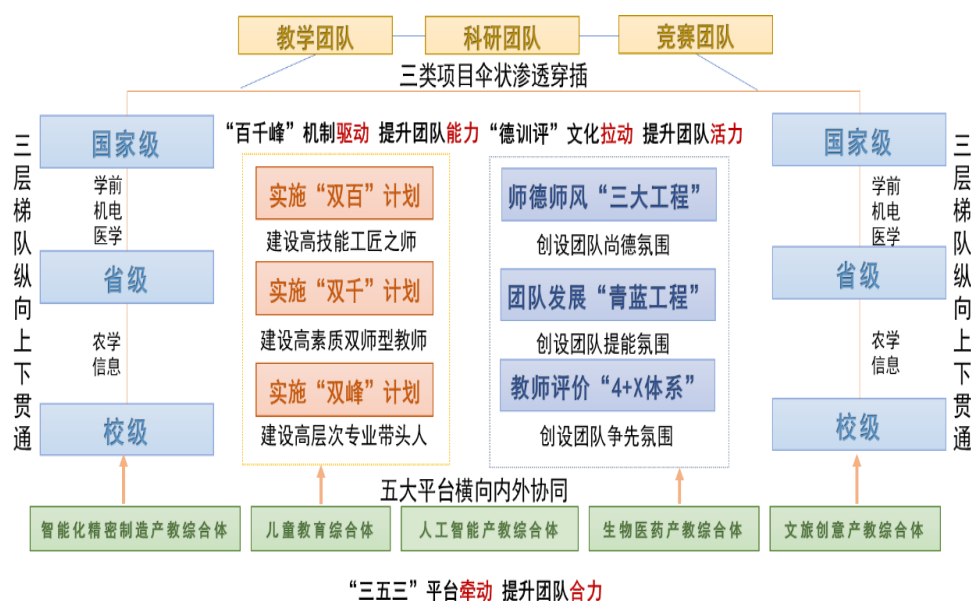 教学团队 科研团队 竞赛团队
三类项目伞状渗透穿插
三层梯队纵向上下贯通
国家级
学前
机电
医学
省级
农学
信息
校级
“百千峰”机制驱动 提升团队能力
实施“双百”计划
建设高技能工匠之师
实施“双千”计划
建设高素质双师型教师
实施“双峰”计划
建设高层次专业带头人
“德训评”文化拉动 提升团队活力
师德师风“三大工程”
创设团队尚德氛围
团队发展“青蓝工程”
创设团队提能氛围
教师评价“4+X体系”
创设团队争先氛围
国家级
学前
机电
医学
省级
农学
信息
校级
三层梯队纵向上下贯通
五大平台横向内外协同
智能化精密制造产教综合体 儿童教育综合体 人工智能产教综合体 生物医药产教综合体 文旅创意产教综合体
“三五三”平台牵动 提升团队合力